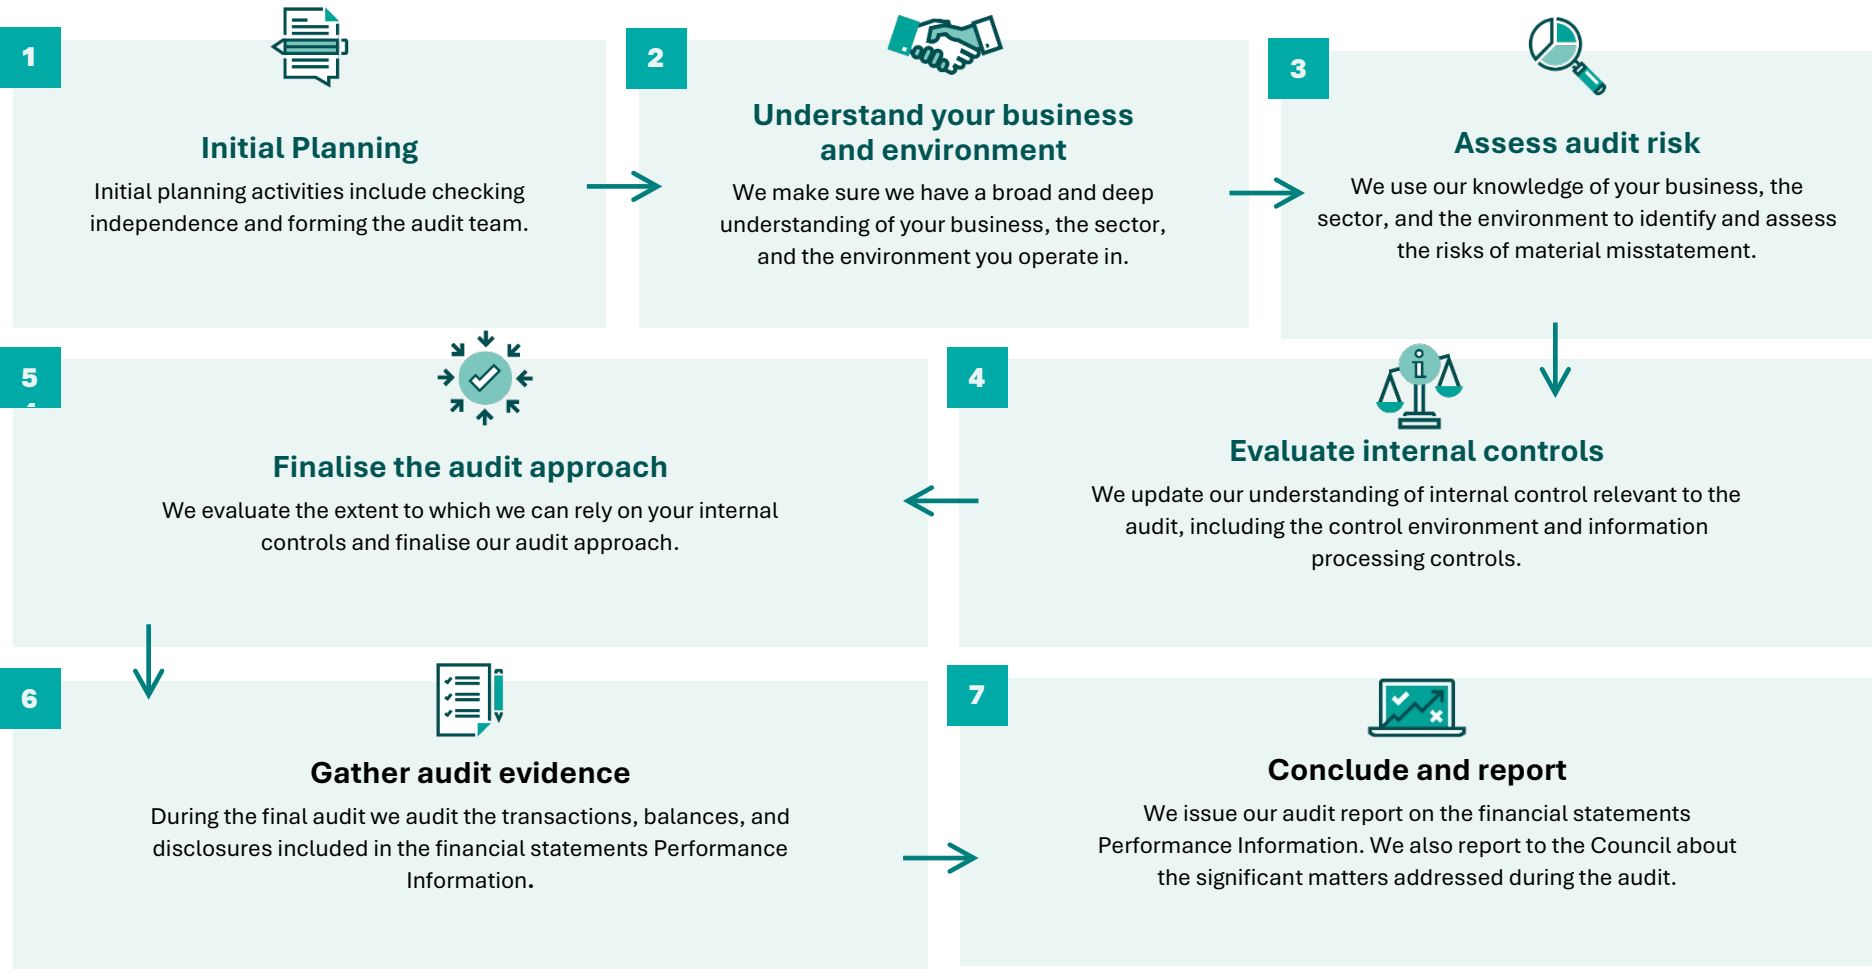 1
Initial Planning
Initial planning activities include checking
independence and forming the audit team.
2
Understand your business
and environment
We make sure we have a broad and deep
understanding of your business, the sector,
and the environment you operate in.
3
Assess audit risk
We use our knowledge of your business, the
sector, and the environment to identify and assess
the risks of material misstatement.
4
Evaluate internal controls
We update our understanding of internal control relevant to the
audit, including the control environment and information
processing controls.
5
Finalise the audit approach
We evaluate the extent to which we can rely on your internal
controls and finalise our audit approach.
6
Gather audit evidence
During the final audit we audit the transactions, balances, and
disclosures included in the financial statements Performance
Information.
7
Conclude and report
We issue our audit report on the financial statements
Performance Information. We also report to the Council about
the significant matters addressed during the audit.